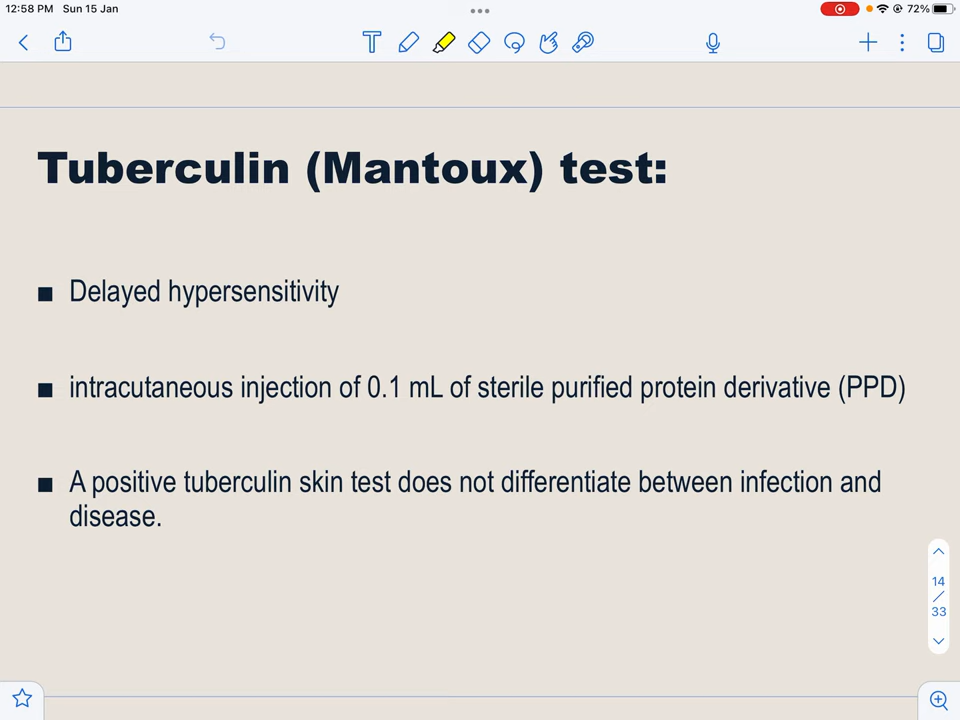 12:58 PM Sun 15 Jan
72%
Tuberculin (Mantoux) test:
■ Delayed hypersensitivity
■ intracutaneous injection of 0.1 mL of sterile purified protein derivative (PPD)
■ A positive tuberculin skin test does not differentiate between infection and
disease.
14
/
33